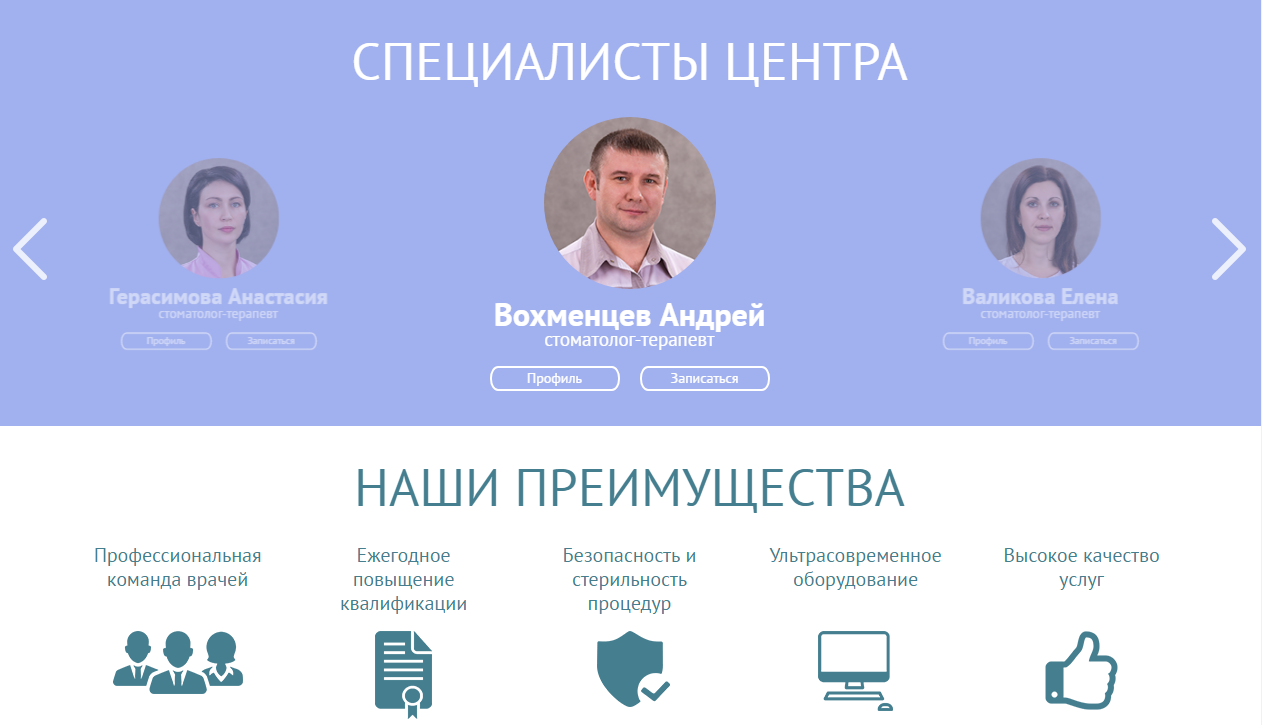 СПЕЦИАЛИСТЫ ЦЕНТРА
Герасимова Анастасия
стоматолог-терапевт
Профиль Записаться
Вохменцев Андрей
стоматолог-терапевт
Профиль Записаться
Валикова Елена
стоматолог-терапевт
Профиль Записаться
НАШИ ПРЕИМУЩЕСТВА
Профессиональная
команда врачей
Ежегодное
повыщение
квалификации
Безопасность и
стерильность
процедур
Ультрасовременное
оборудование
Высокое качество
услуг